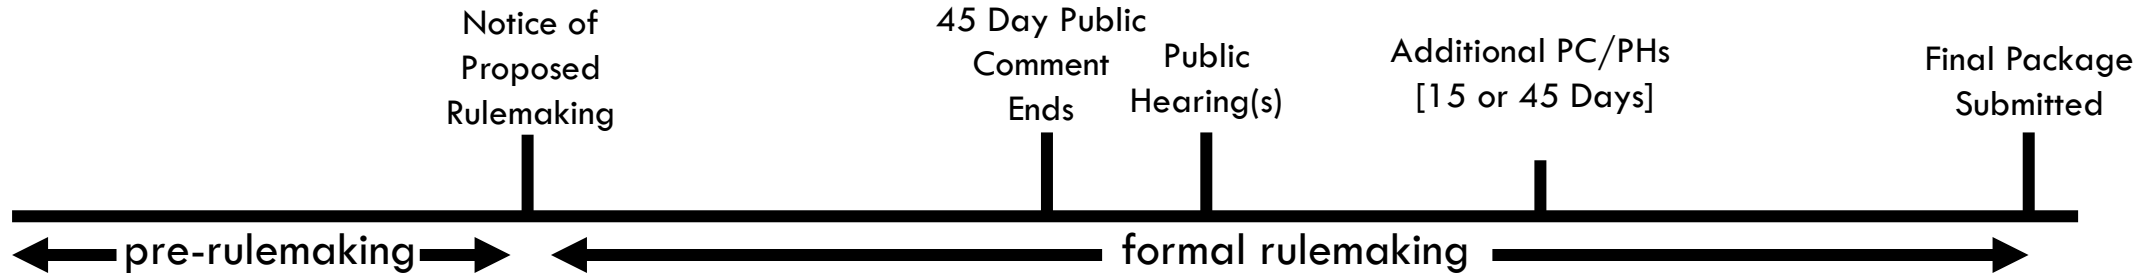 Notice of
Proposed
Rulemaking
45 Day Public
Comment
Ends
Public
Hearing(s)
Additional PC/PHs
[15 or 45 Days]
Final Package
Submitted
pre-rulemaking
formal rulemaking